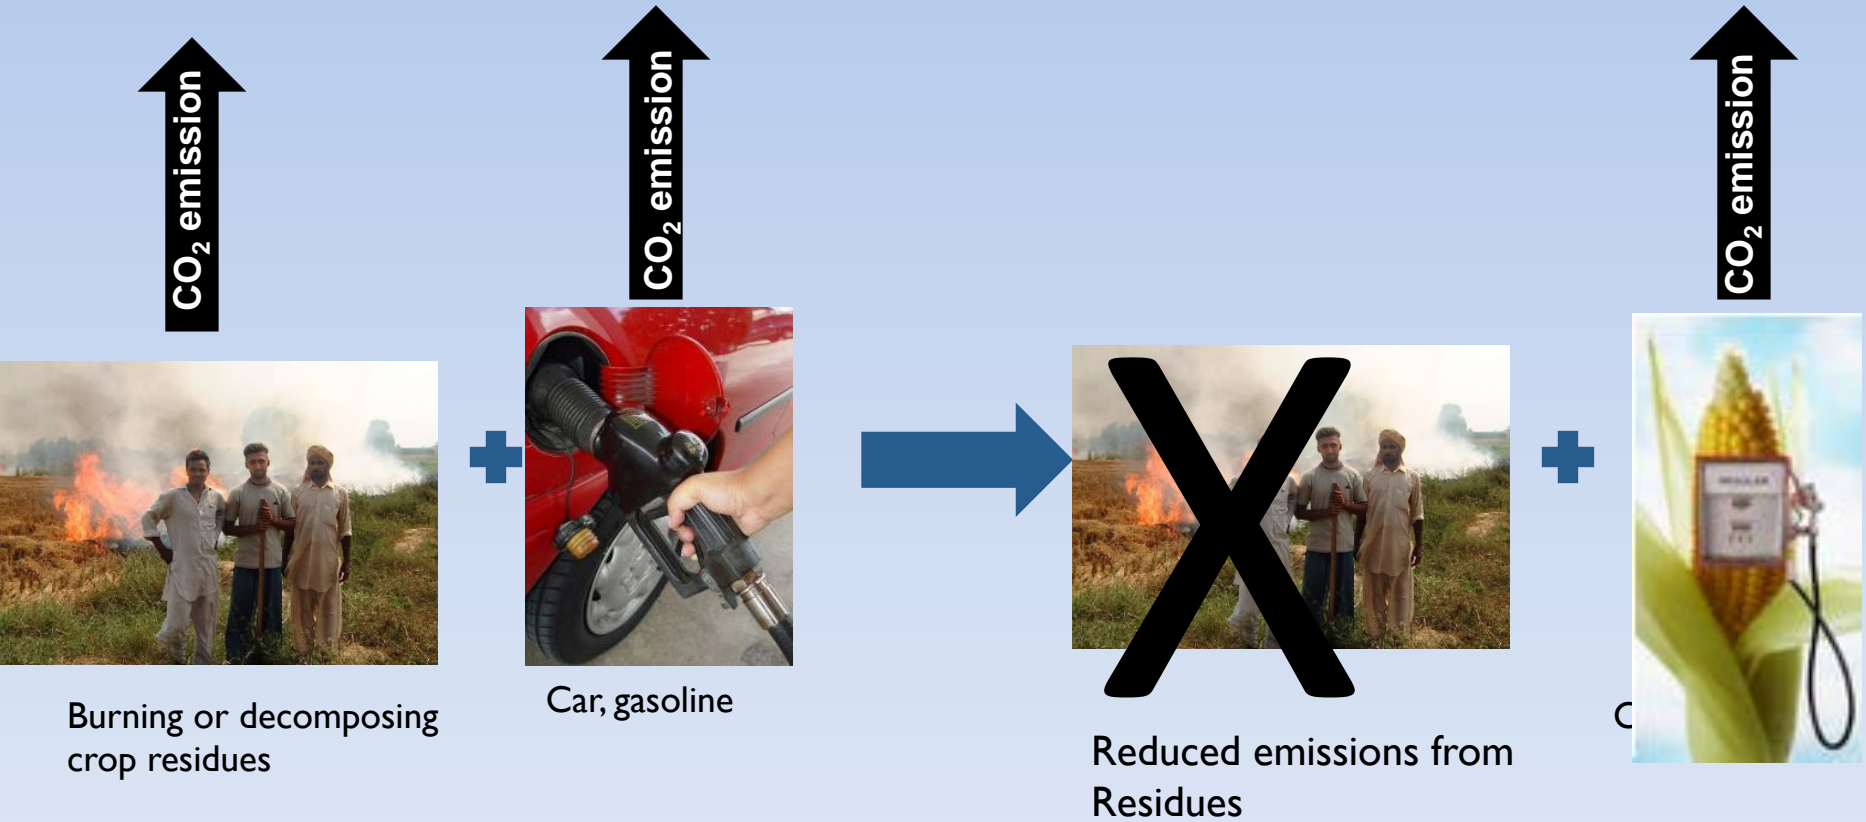 CO₂ emission
CO₂ emission
CO₂ emission
Burning or decomposing
crop residues
Car, gasoline
Reduced emissions from
Residues